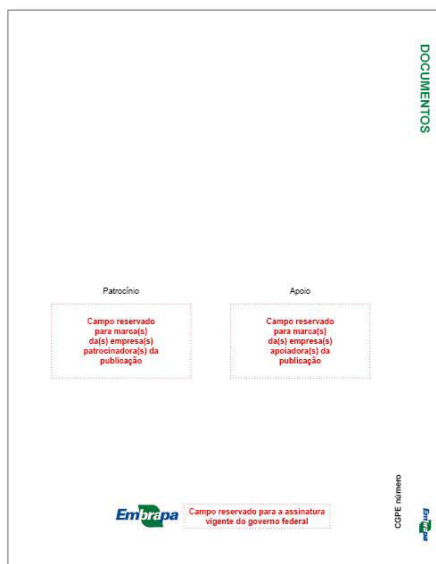 DOCUMENTOS
Patrocínio
Apoio
Campo reservado
para marca(s)
da(s) empresa(s)
patrocinadora(s) da
publicação
Campo reservado
para marca(s)
da(s) empresa(s)
apoiadora(s) da
publicação
Embrapa
Campo reservado para a assinatura
vigente do governo federal
CGPE número
Embrapa